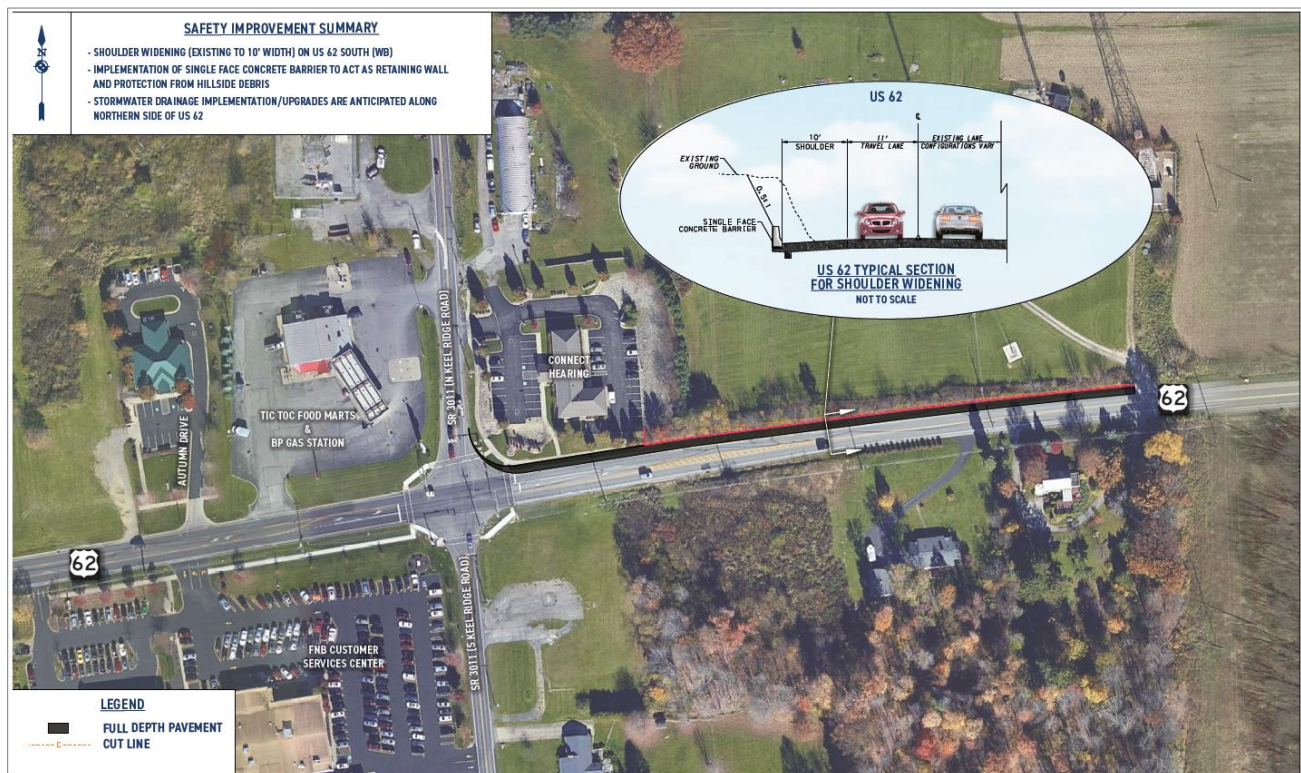 SAFETY IMPROVEMENT SUMMARY
- SHOULDER WIDENING (EXISTING TO 10' WIDTH) ON US 62 SOUTH (WB)
- IMPLEMENTATION OF SINGLE FACE CONCRETE BARRIER TO ACT AS RETAINING WALL
AND PROTECTION FROM HILLSIDE DEBRIS
- STORMWATER DRAINAGE IMPLEMENTATION/UPGRADES ARE ANTICIPATED ALONG
NORTHERN SIDE OF US 62
N
US 62
10'
SHOULDER
11'
TRAVEL LANE
EXISTING LANE
CONFIGURATIONS VARY
EXISTING
GROUND
0.5:1
SINGLE FACE
CONCRETE BARRIER
US 62 TYPICAL SECTION
FOR SHOULDER WIDENING
NOT TO SCALE
SR 3011 (N KEEL RIDGE ROAD)
CONNECT
HEARING
TIC TOC FOOD MARTS
&
BP GAS STATION
AUTUMN DRIVE
62
62
SR 3011 (S KEEL RIDGE ROAD)
FNB CUSTOMER
SERVICES CENTER
LEGEND
FULL DEPTH PAVEMENT
C
CUT LINE